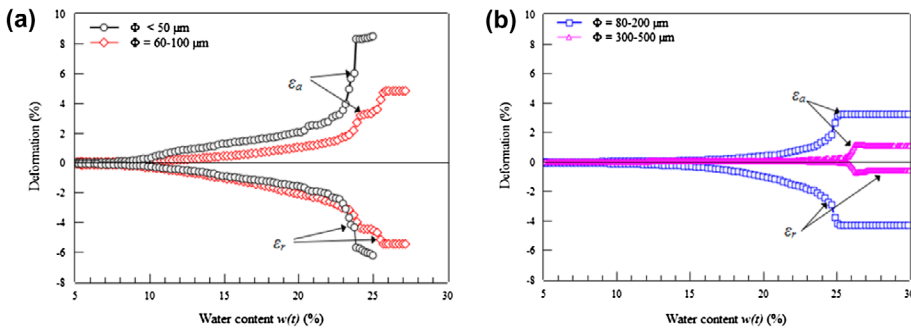 (a)
Φ < 50 μm
Φ = 60-100 μm
10
8
6
4
2
0
-2
-4
-6
-8
Deformation (%)
εa
εr
5
10
15
20
25
30
Water content w(t) (%)
(b)
Φ = 80-200 μm
Φ = 300-500 μm
10
8
6
4
2
0
-2
-4
-6
-8
Deformation (%)
εa
εr
5
10
15
20
25
30
Water content w(t) (%)